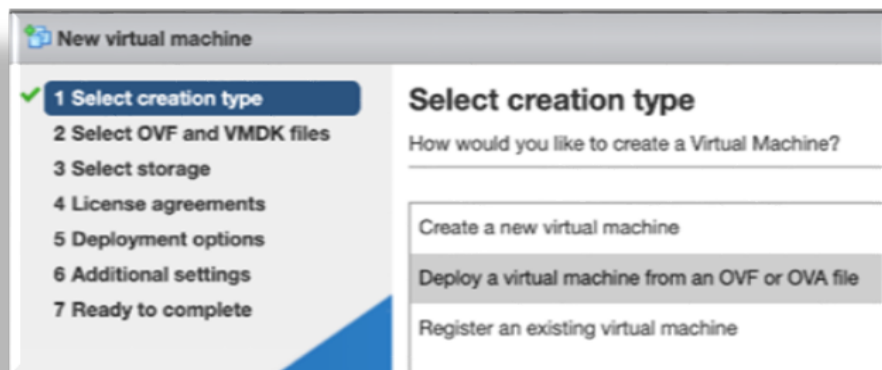 New virtual machine
1 Select creation type
2 Select OVF and VMDK files
3 Select storage
4 License agreements
5 Deployment options
6 Additional settings
7 Ready to complete
Select creation type
How would you like to create a Virtual Machine?
Create a new virtual machine
Deploy a virtual machine from an OVF or OVA file
Register an existing virtual machine